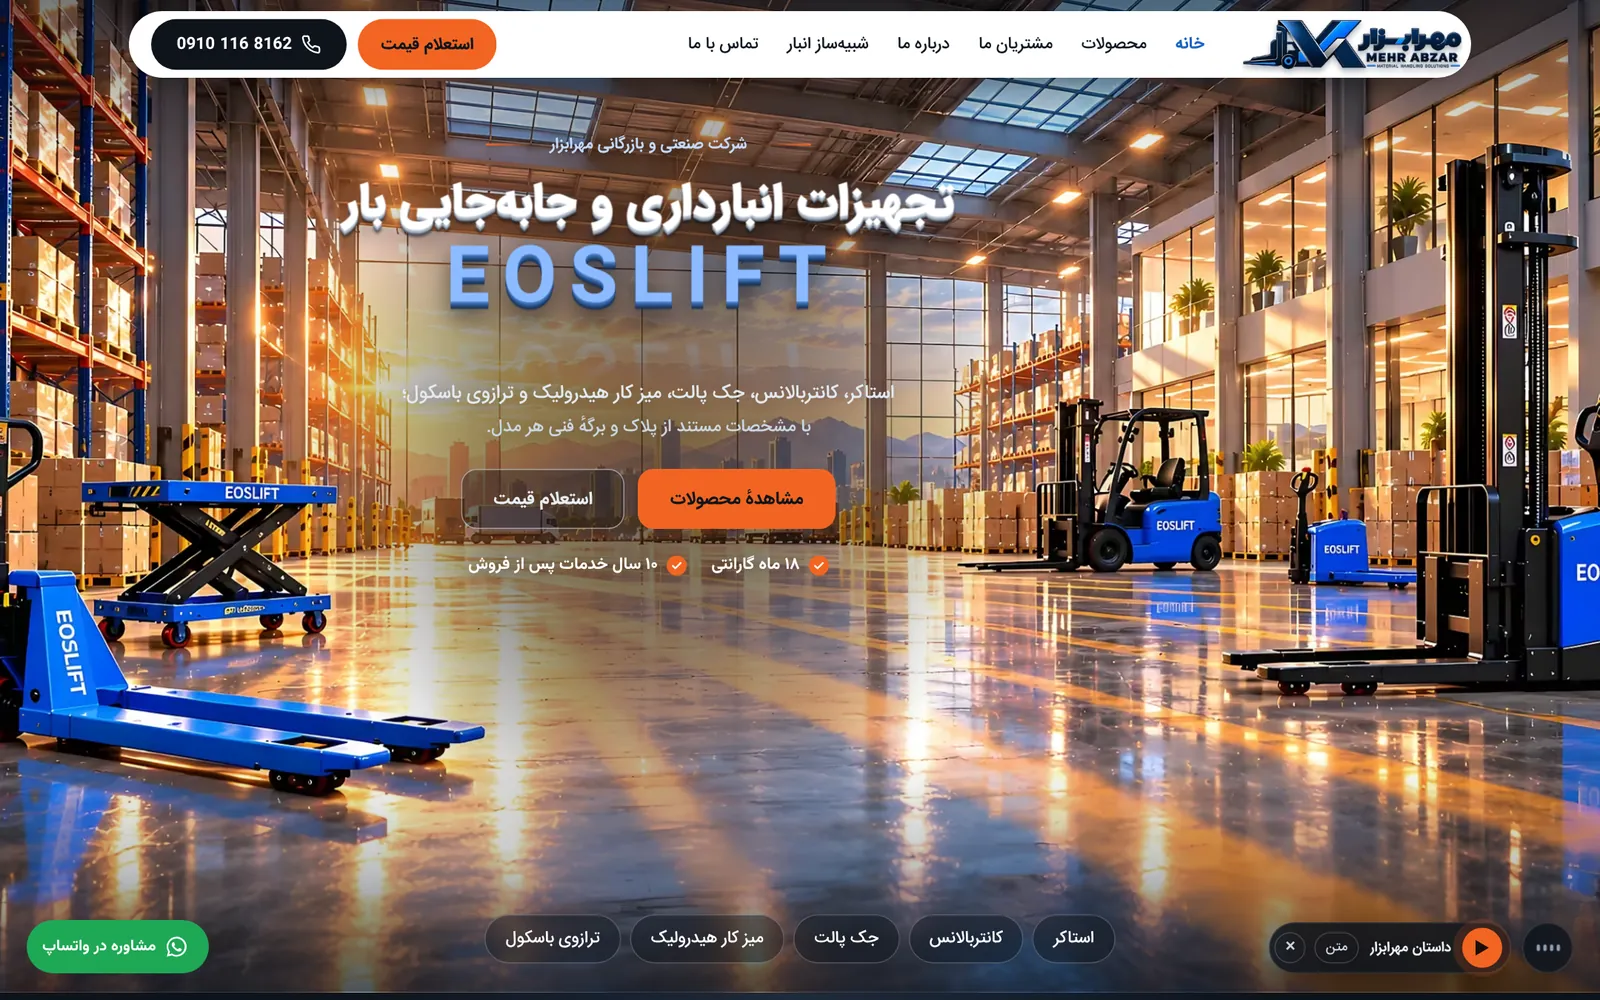 مهرابزار
MEHR ABZAR
MATERIAL HANDLING SOLUTIONS
خانه
محصولات
مشتریان ما
درباره ما
شبیه‌ساز انبار
تماس با ما
استعلام قیمت
0910 116 8162
شرکت صنعتی و بازرگانی مهرابزار
تجهیزات انبارداری و جابه‌جایی بار
EOSLIFT
استاکر، کانتربالانس، جک پالت، میز کار هیدرولیک و ترازوی باسکول؛
با مشخصات مستند از پلاک و برگهٔ فنی هر مدل.
مشاهدهٔ محصولات
استعلام قیمت
۱۸ ماه گارانتی
۱۰ سال خدمات پس از فروش
EOSLIFT
EOSLIFT
EOSLIFT
EOSLIFT
EO
استاکر
کانتربالانس
جک پالت
میز کار هیدرولیک
ترازوی باسکول
داستان مهرابزار
متن
مشاوره در واتساپ